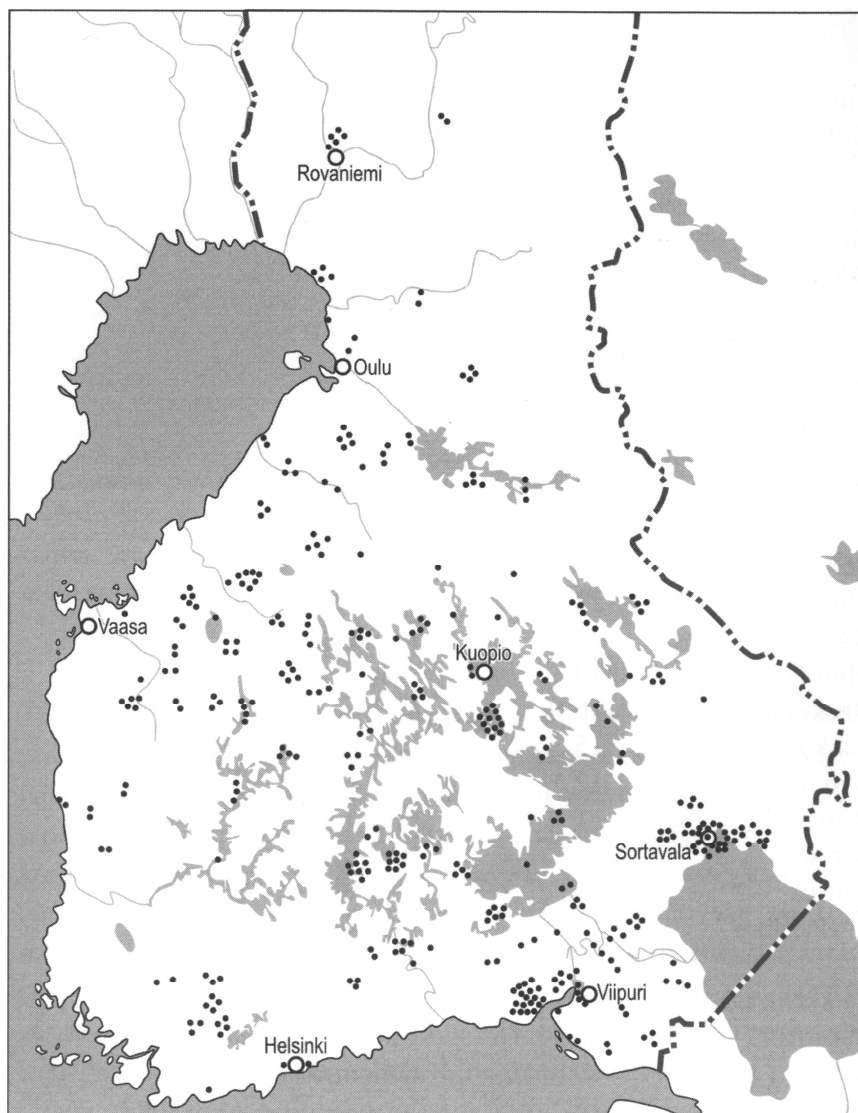 Rovaniemi
Oulu
Vaasa
Kuopio
Sortavala
Viipuri
Helsinki